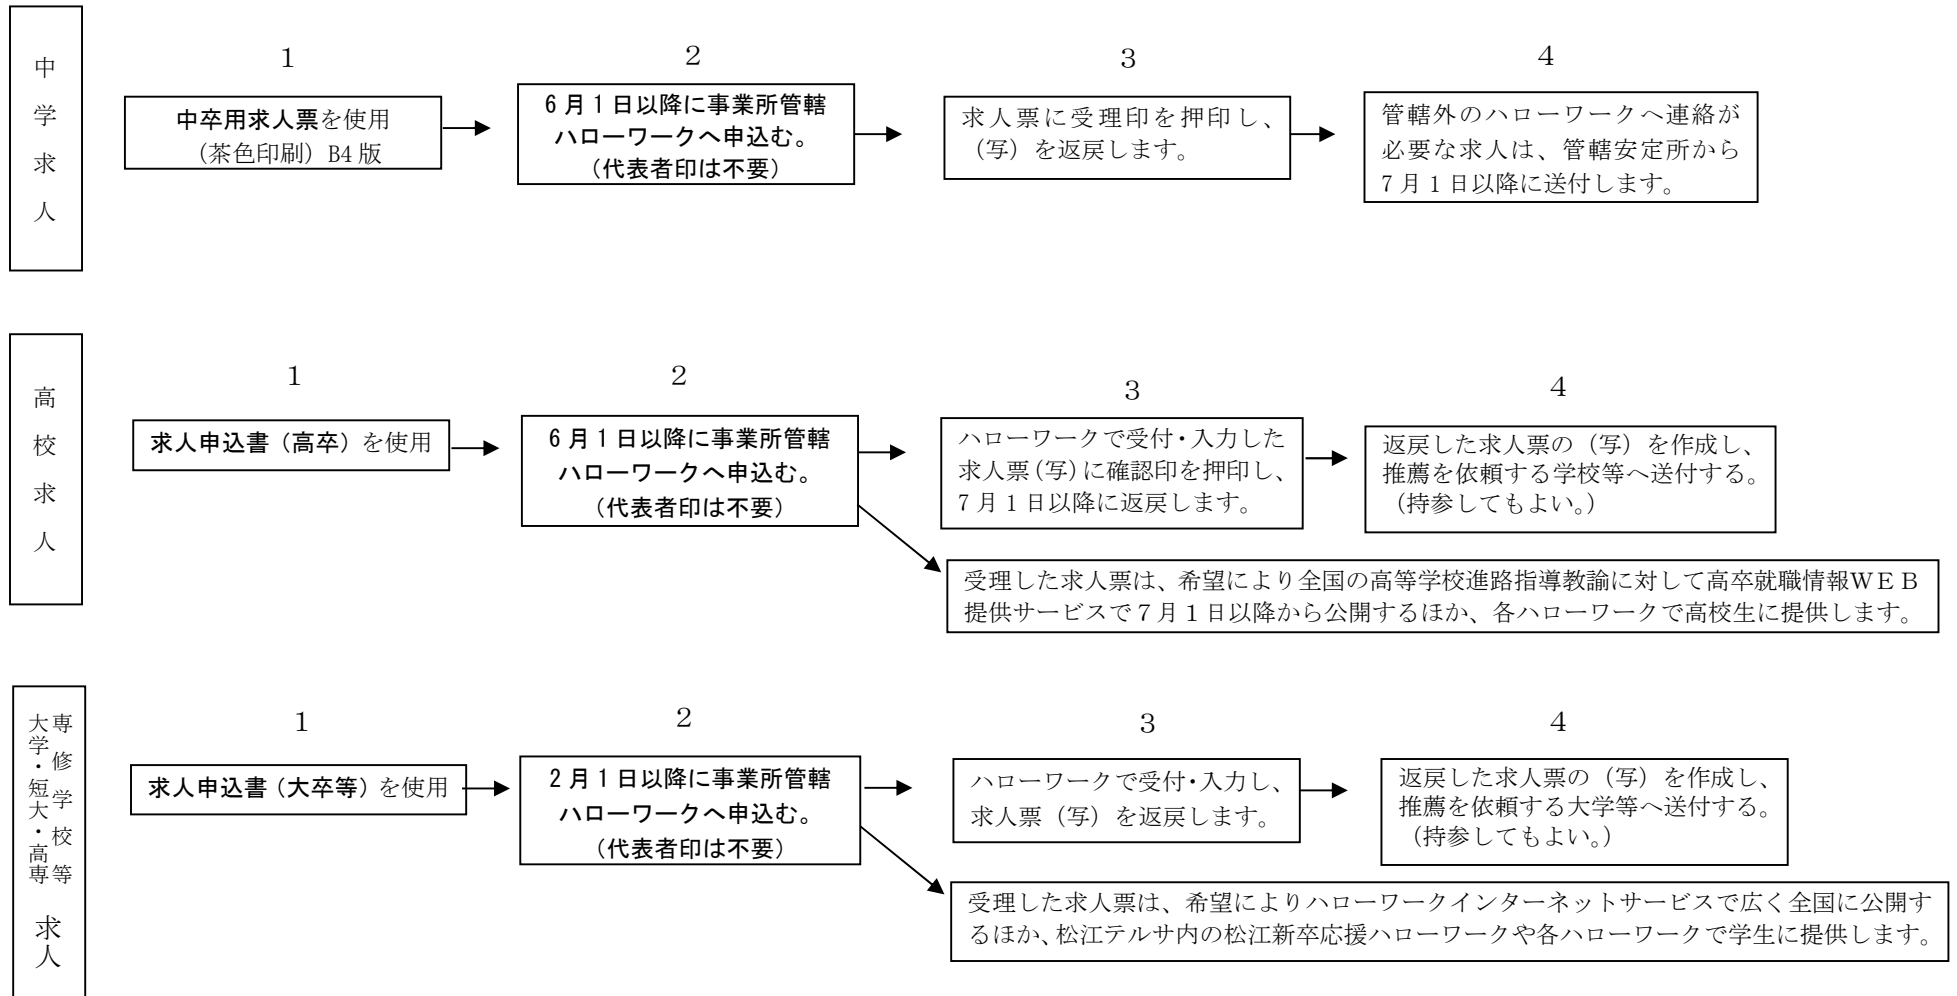 中学求人
1
中卒用求人票を使用
（茶色印刷）B4 版
2
6 月 1 日以降に事業所管轄
ハローワークへ申込む。
（代表者印は不要）
3
求人票に受理印を押印し、
（写）を返戻します。
4
管轄外のハローワークへ連絡が
必要な求人は、管轄安定所から
7 月 1 日以降に送付します。
高校求人
1
求人申込書（高卒）を使用
2
6 月 1 日以降に事業所管轄
ハローワークへ申込む。
（代表者印は不要）
3
ハローワークで受付・入力した
求人票（写）に確認印を押印し、
7 月 1 日以降に返戻します。
4
返戻した求人票の（写）を作成し、
推薦を依頼する学校等へ送付する。
（持参してもよい。）
受理した求人票は、希望により全国の高等学校進路指導教諭に対して高卒就職情報ＷＥＢ
提供サービスで７月１日以降から公開するほか、各ハローワークで高校生に提供します。
専修学校等
大学・短大・高専
求人
1
求人申込書（大卒等）を使用
2
2 月 1 日以降に事業所管轄
ハローワークへ申込む。
（代表者印は不要）
3
ハローワークで受付・入力し、
求人票（写）を返戻します。
4
返戻した求人票の（写）を作成し、
推薦を依頼する大学等へ送付する。
（持参してもよい。）
受理した求人票は、希望によりハローワークインターネットサービスで広く全国に公開す
るほか、松江テルサ内の松江新卒応援ハローワークや各ハローワークで学生に提供します。